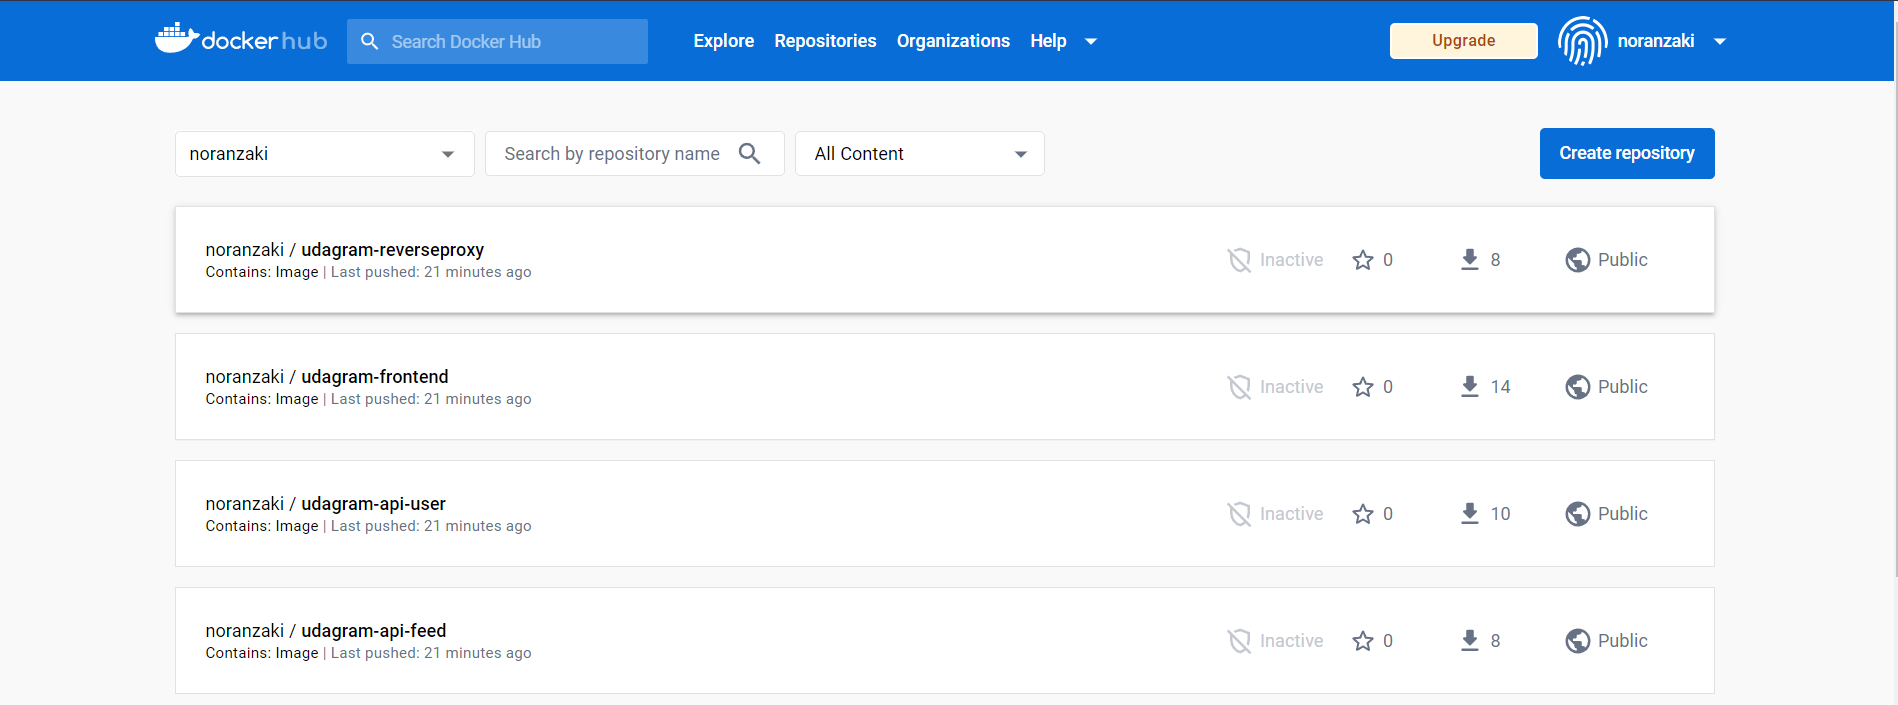 docker hub Search Docker Hub Explore Repositories Organizations Help Upgrade noranzaki
noranzaki Search by repository name All Content Create repository
noranzaki / udagram-reverseproxy
Contains: Image | Last pushed: 21 minutes ago
Inactive 0 8 Public
noranzaki / udagram-frontend
Contains: Image | Last pushed: 21 minutes ago
Inactive 0 14 Public
noranzaki / udagram-api-user
Contains: Image | Last pushed: 21 minutes ago
Inactive 0 10 Public
noranzaki / udagram-api-feed
Contains: Image | Last pushed: 21 minutes ago
Inactive 0 8 Public